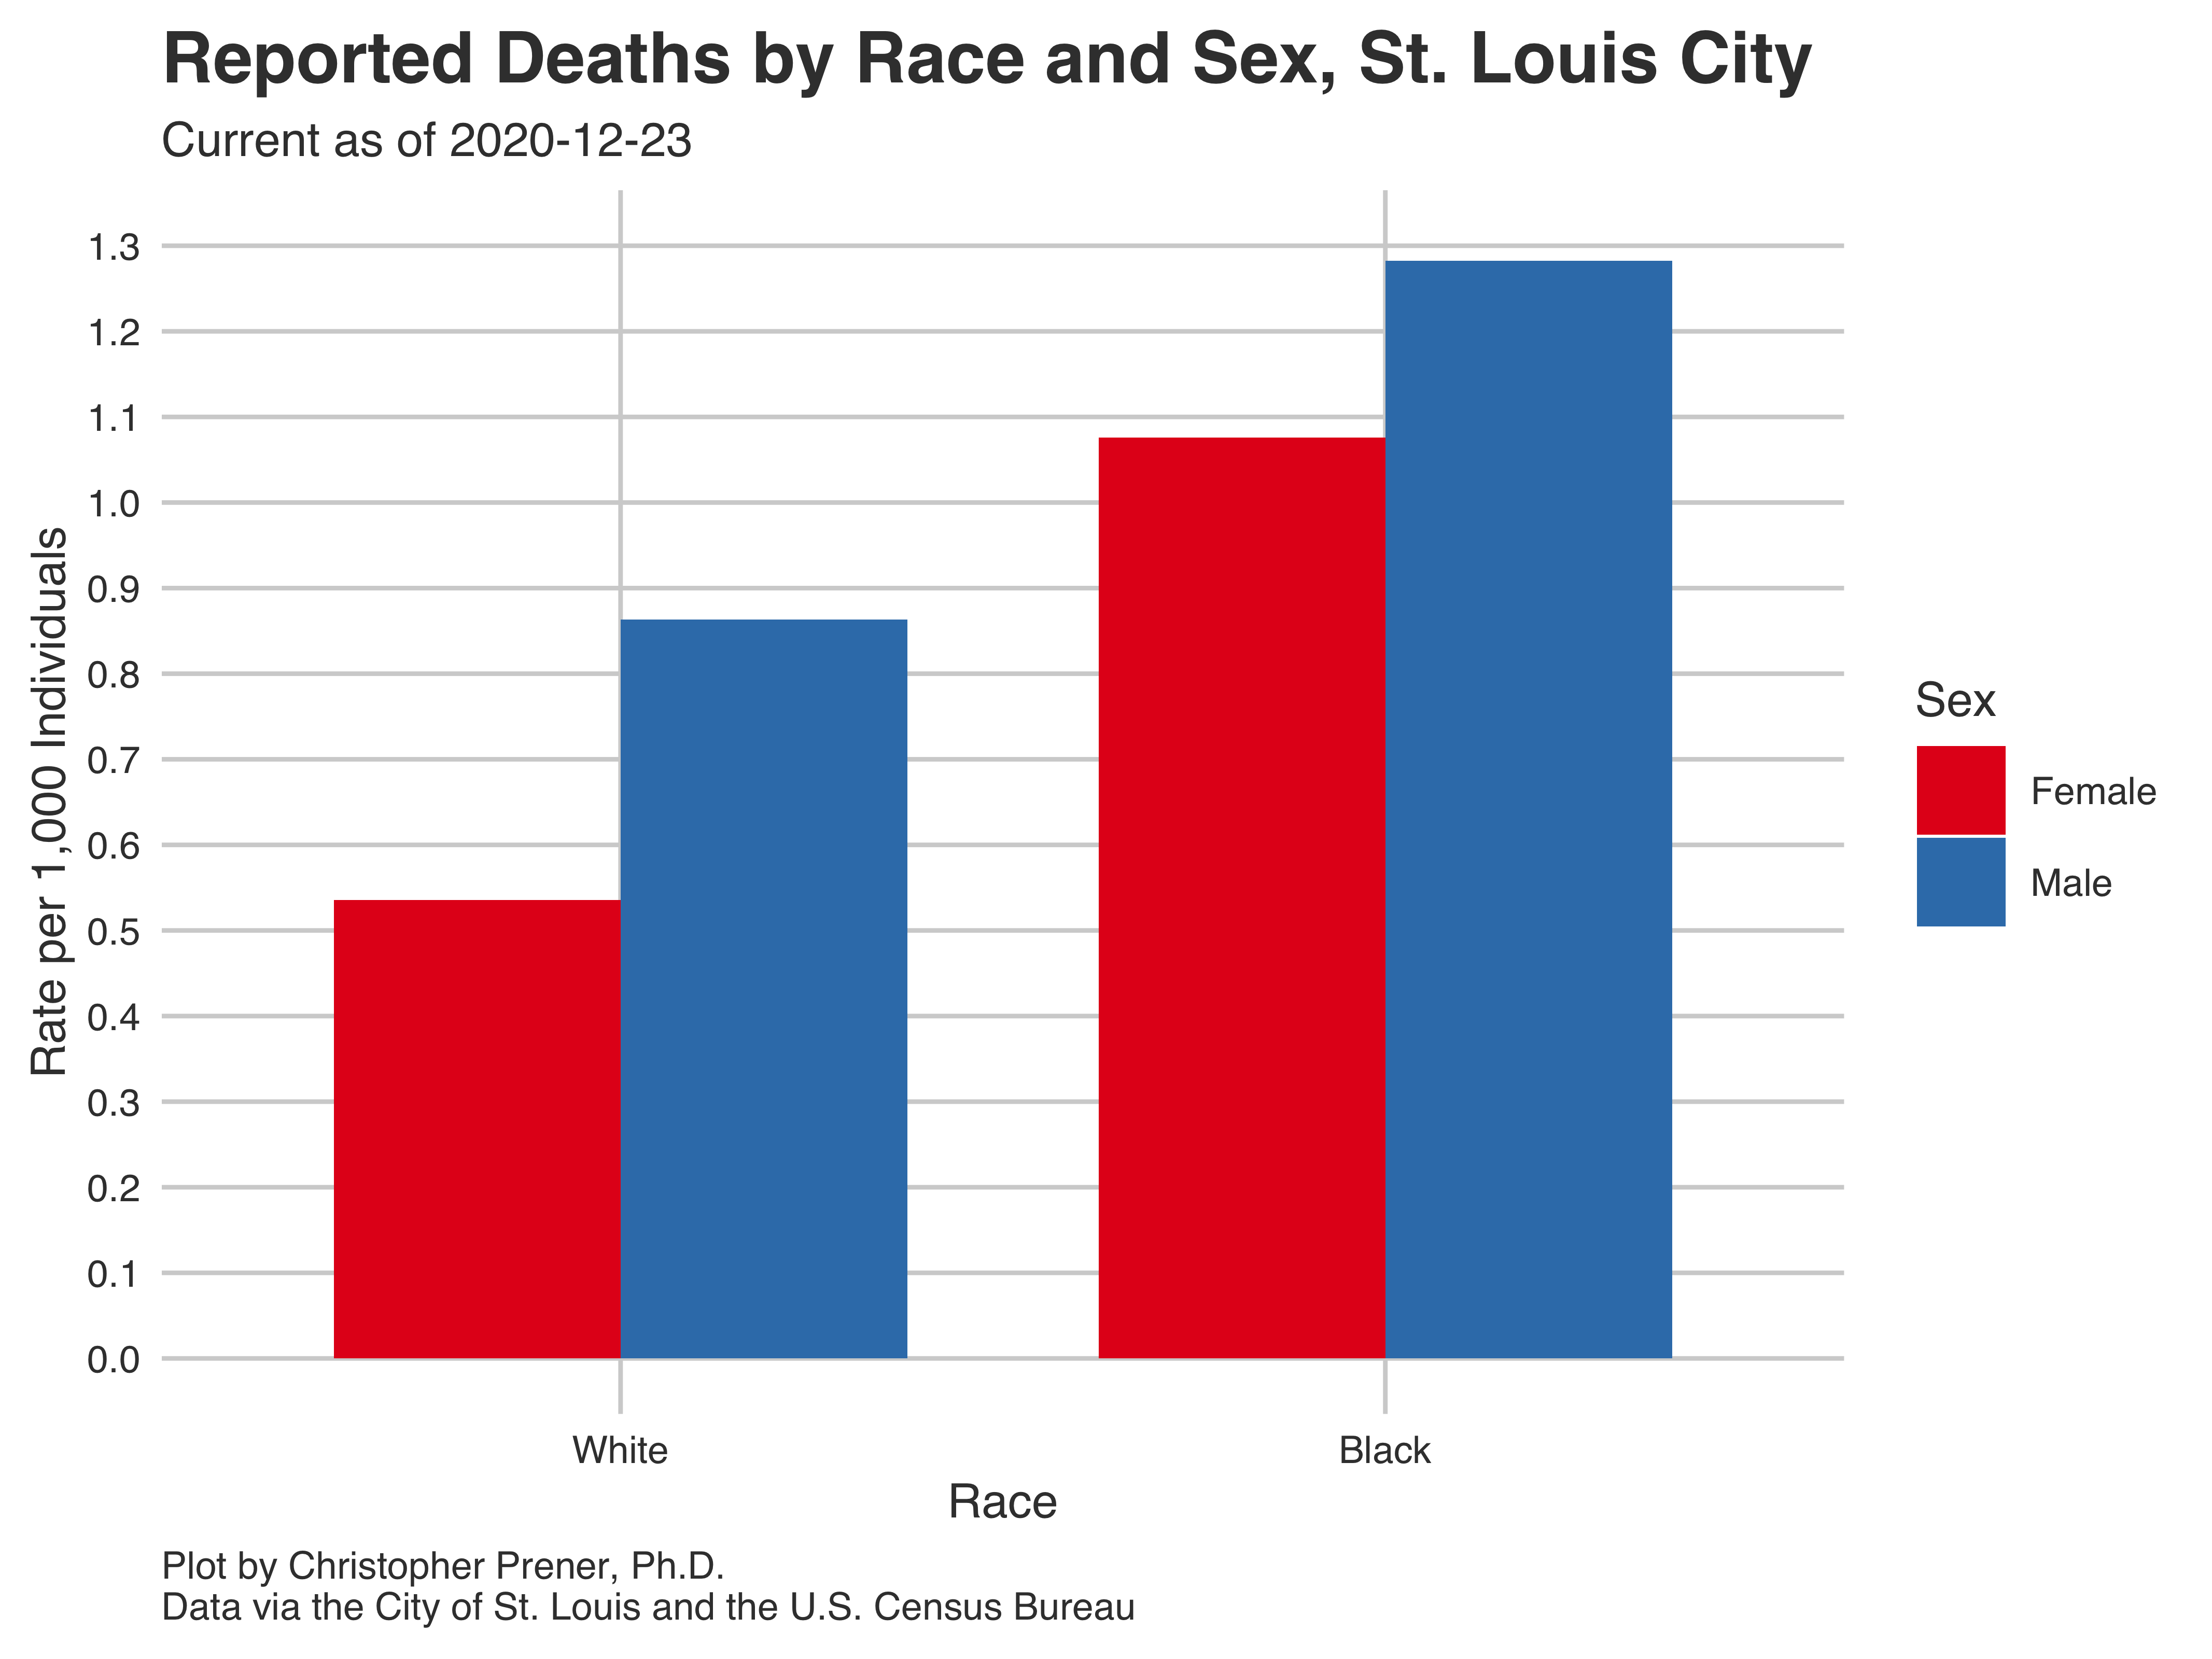 Reported Deaths by Race and Sex, St. Louis City
Current as of 2020-12-23
1.3
1.2
1.1
1.0
0.9
0.8
0.7
0.6
0.5
0.4
0.3
0.2
0.1
0.0
Rate per 1,000 Individuals
White
Black
Race
Sex
Female
Male
Plot by Christopher Prener, Ph.D.
Data via the City of St. Louis and the U.S. Census Bureau